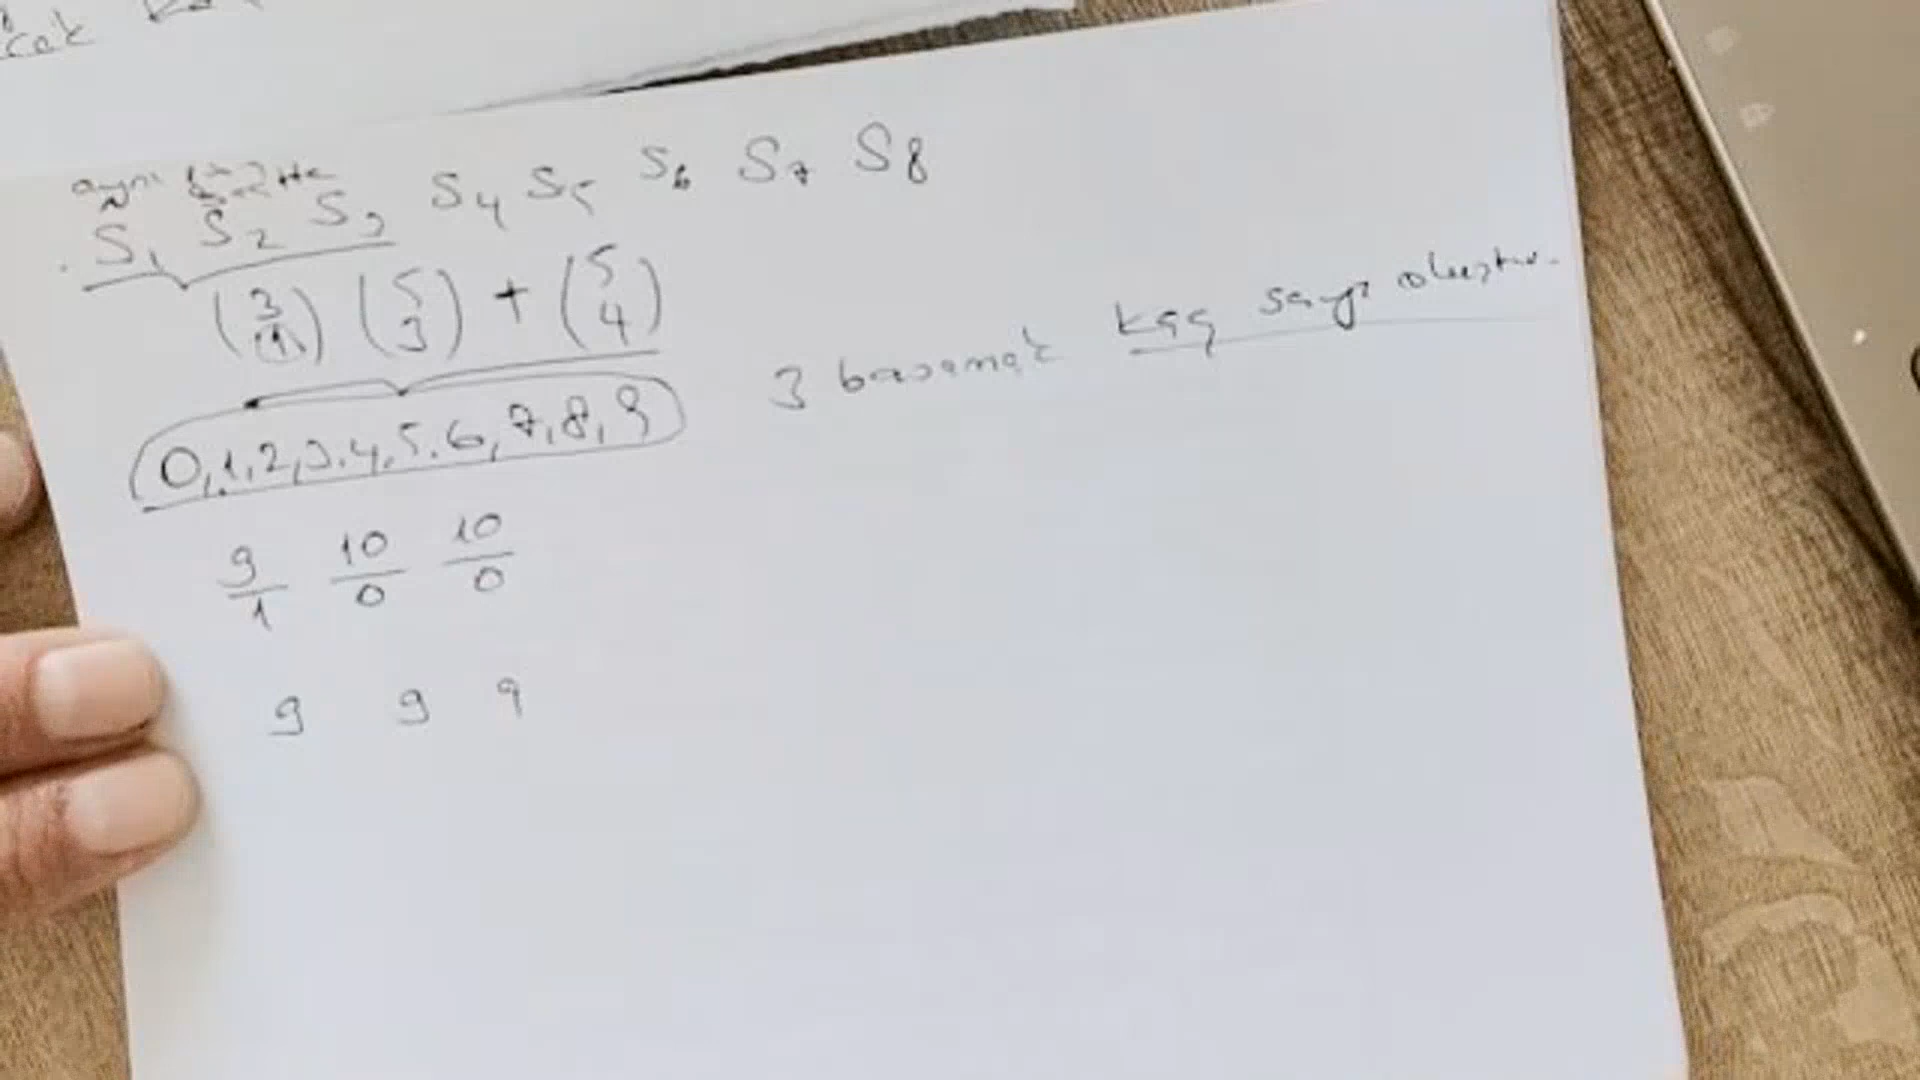 cak
aynı
S1 S2 S3 S4 S5 S6 S7 S8
(3 1) (5 3) + (5 4)
0,1,2,3,4,5,6,7,8,9 3 basamak kaç sayı oluştur.
9 10 10
1 0 0
9 9 9